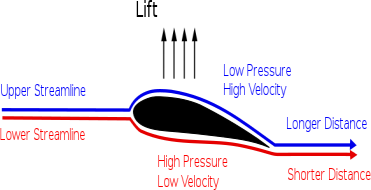 Lift
Low Pressure
High Velocity
Upper Streamline
Longer Distance
Lower Streamline
High Pressure
Low Velocity
Shorter Distance